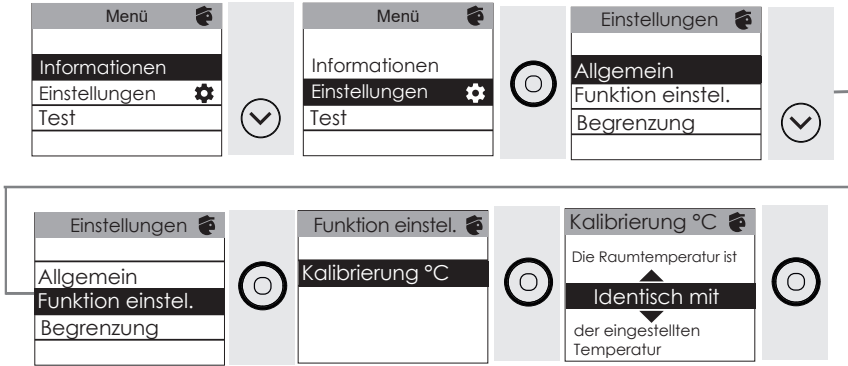 Menü
Informationen
Einstellungen
Test
Menü
Informationen
Einstellungen
Test
Einstellungen
Allgemein
Funktion einstel.
Begrenzung
Einstellungen
Allgemein
Funktion einstel.
Begrenzung
Funktion einstel.
Kalibrierung °C
Kalibrierung °C
Die Raumtemperatur ist
Identisch mit
der eingestellten
Temperatur